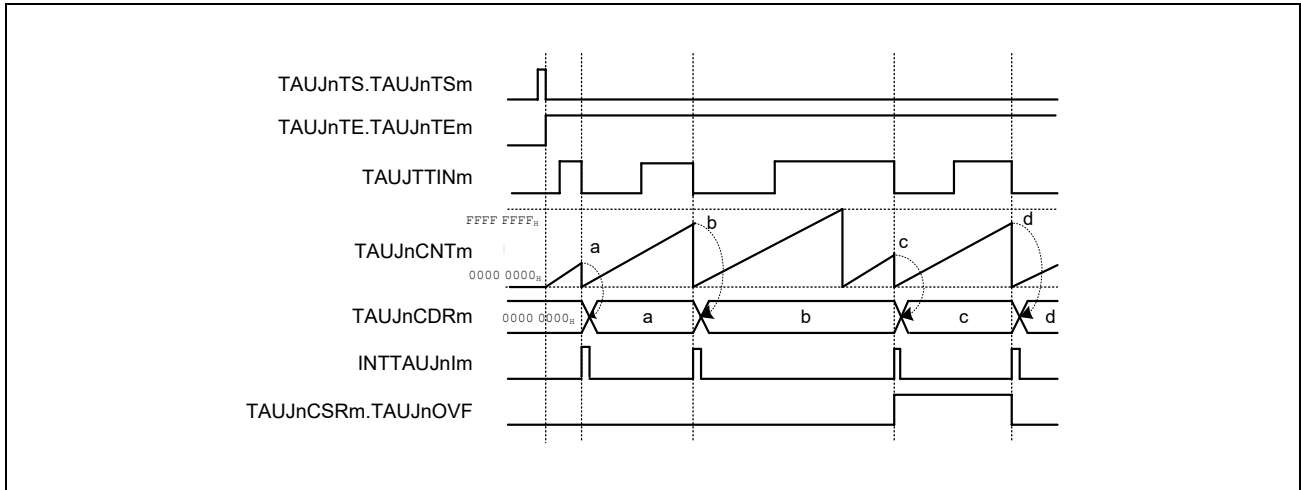 TAUJnTS.TAUJnTSm
TAUJnTE.TAUJnTEm
TAUJTTINm
FFFF FFFFH
b
d
a
c
TAUJnCNTm
0000 0000H
TAUJnCDRm
0000 0000H
a
b
c
d
INTTAUJnIm
TAUJnCSRm.TAUJnOVF